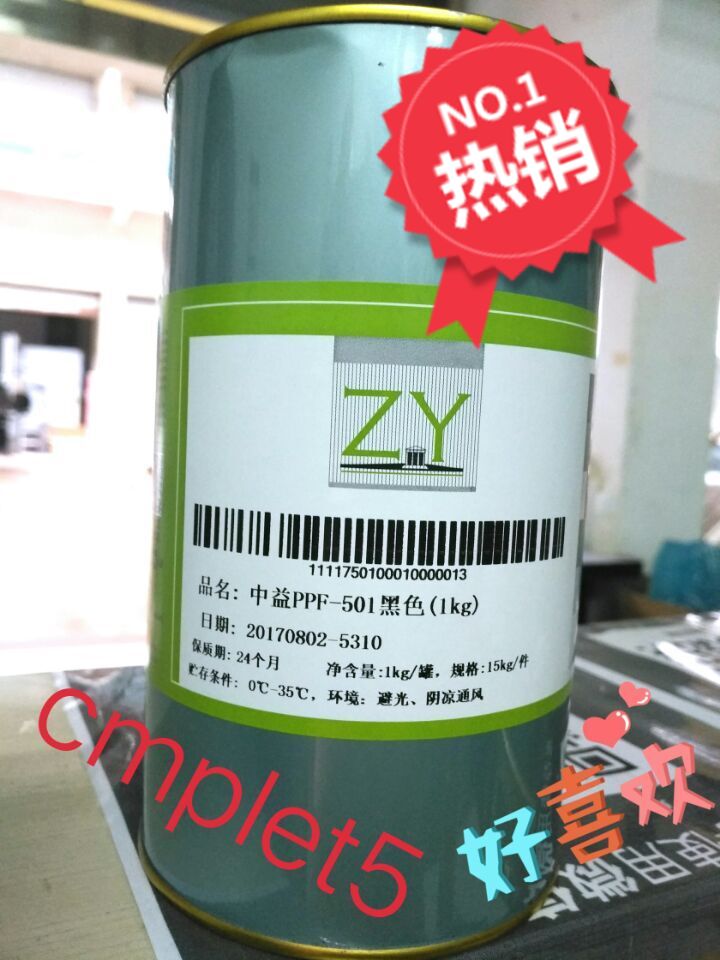 NO.1
热销
ZY
1111750100010000013
品名: 中益PPF-501黑色(1kg)
日期: 20170802-5310
保质期: 24个月 净含量:1kg/罐, 规格:15kg/件
贮存条件: 0℃-35℃, 环境: 避光、阴凉通风
cmplet5
好喜欢
使用微